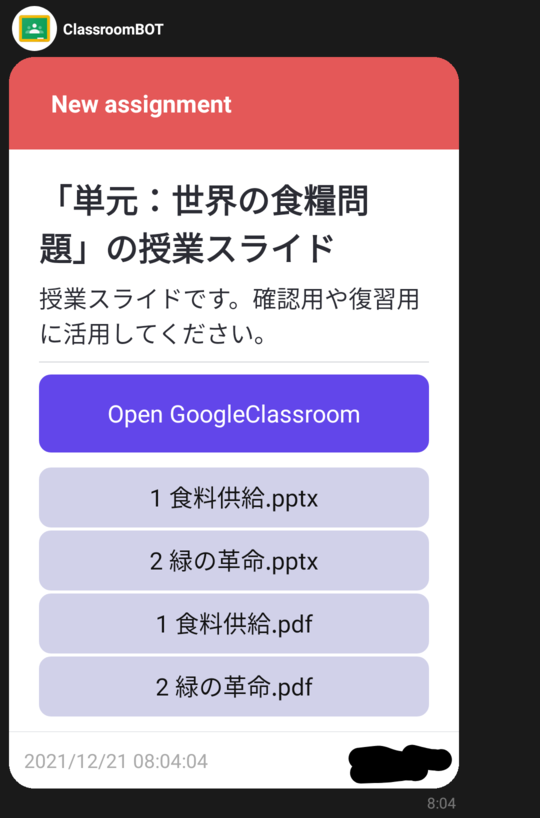 ClassroomBOT
New assignment
「単元：世界の食糧問
題」の授業スライド
授業スライドです。確認用や復習用
に活用してください。
Open GoogleClassroom
1 食料供給.pptx
2 緑の革命.pptx
1 食料供給.pdf
2 緑の革命.pdf
2021/12/21 08:04:04
8:04